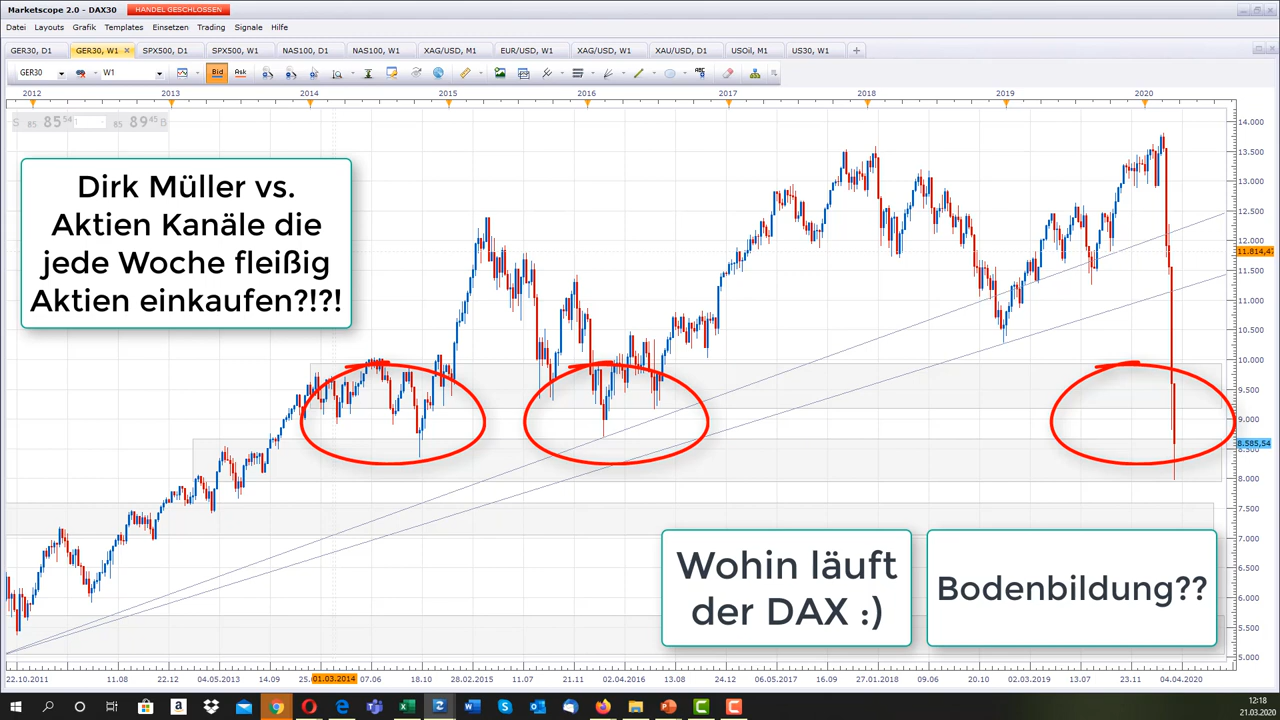 Marketscope 2.0 - DAX30
HANDEL GESCHLOSSEN
Datei Layouts Grafik Templates Einsetzen Trading Signale Hilfe
GER30, D1 GER30, W1 SPX500, D1 SPX500, W1 NAS100, D1 NAS100, W1 XAG/USD, M1 EUR/USD, W1 XAG/USD, W1 XAU/USD, D1 USOil, M1 US30, W1
GER30 W1 Bid Ask ABC
2012 2013 2014 2015 2016 2017 2018 2019 2020
S 85 85 54 1 85 89 45 B
14.000
13.500
13.000
12.500
12.000
11.814,47
11.500
11.000
10.500
10.000
9.500
9.000
8.585,54
8.500
8.000
7.500
7.000
6.500
6.000
5.500
5.000
Dirk Müller vs.
Aktien Kanäle die
jede Woche fleißig
Aktien einkaufen?!?!
Wohin läuft
der DAX :)
Bodenbildung??
22.10.2011 11.08 22.12 04.05.2013 14.09 25. 01.03.2014 07.06 18.10 28.02.2015 11.07 21.11 02.04.2016 13.08 24.12 06.05.2017 16.09 27.01.2018 09.06 20.10 02.03.2019 13.07 23.11 04.04.2020
12:18
21.03.2020